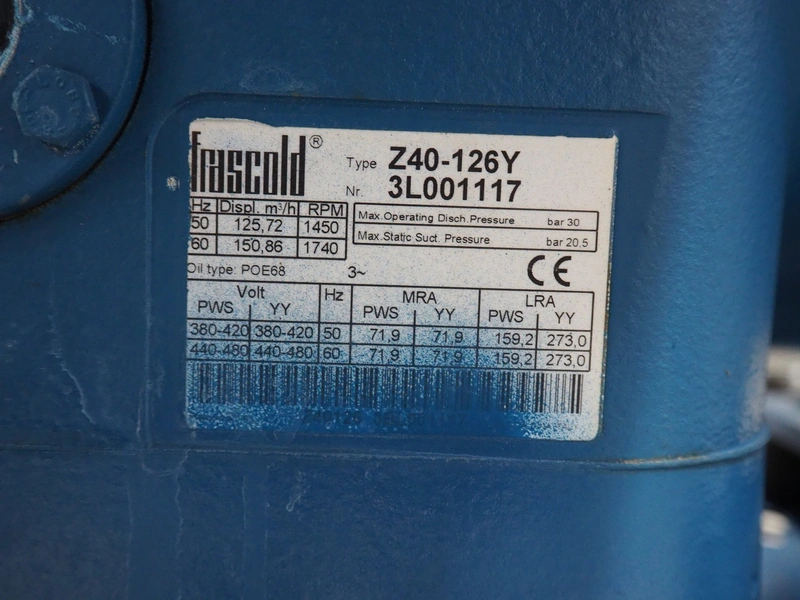 frascold®
Type Z40-126Y
Nr. 3L001117
Hz Displ. m³/h RPM
50 125,72 1450
60 150,86 1740
Max.Operating Disch.Pressure bar 30
Max.Static Suct. Pressure bar 20.5
Oil type: POE68 3~
CE
Volt Hz MRA LRA
PWS YY PWS YY PWS YY
380-420 380-420 50 71,9 71,9 159,2 273,0
440-480 440-480 60 71,9 71,9 159,2 273,0